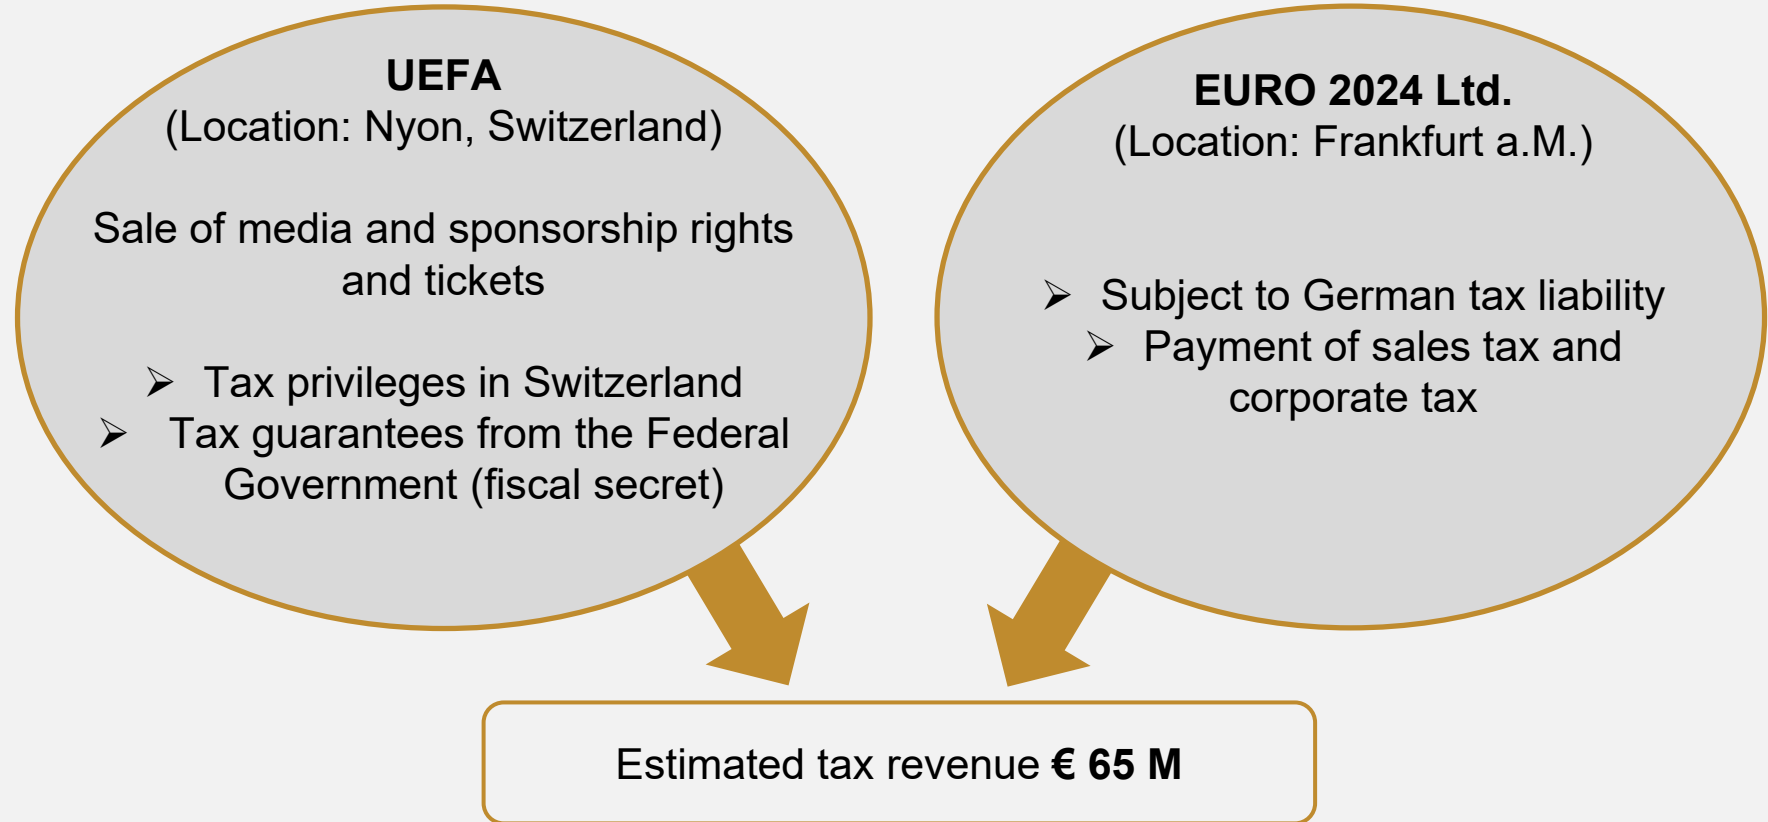 UEFA
(Location: Nyon, Switzerland)
Sale of media and sponsorship rights
and tickets
➢ Tax privileges in Switzerland
➢ Tax guarantees from the Federal
Government (fiscal secret)
EURO 2024 Ltd.
(Location: Frankfurt a.M.)
➢ Subject to German tax liability
➢ Payment of sales tax and
corporate tax
Estimated tax revenue € 65 M